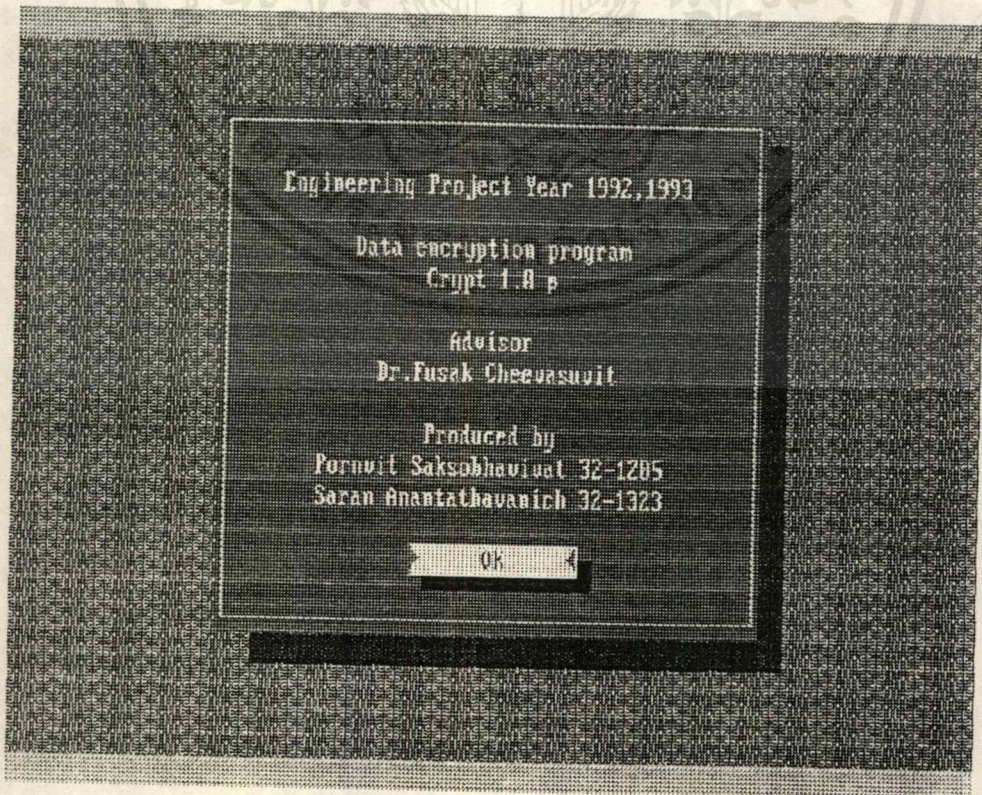 Engineering Project Year 1992,1993
Data encryption program
Crypt 1.0 β
Advisor
Dr.Fusak Cheevasuvit
Produced by
Pornvit Saksobhavivat 32-1205
Saran Anantathavanich 32-1323
Ok